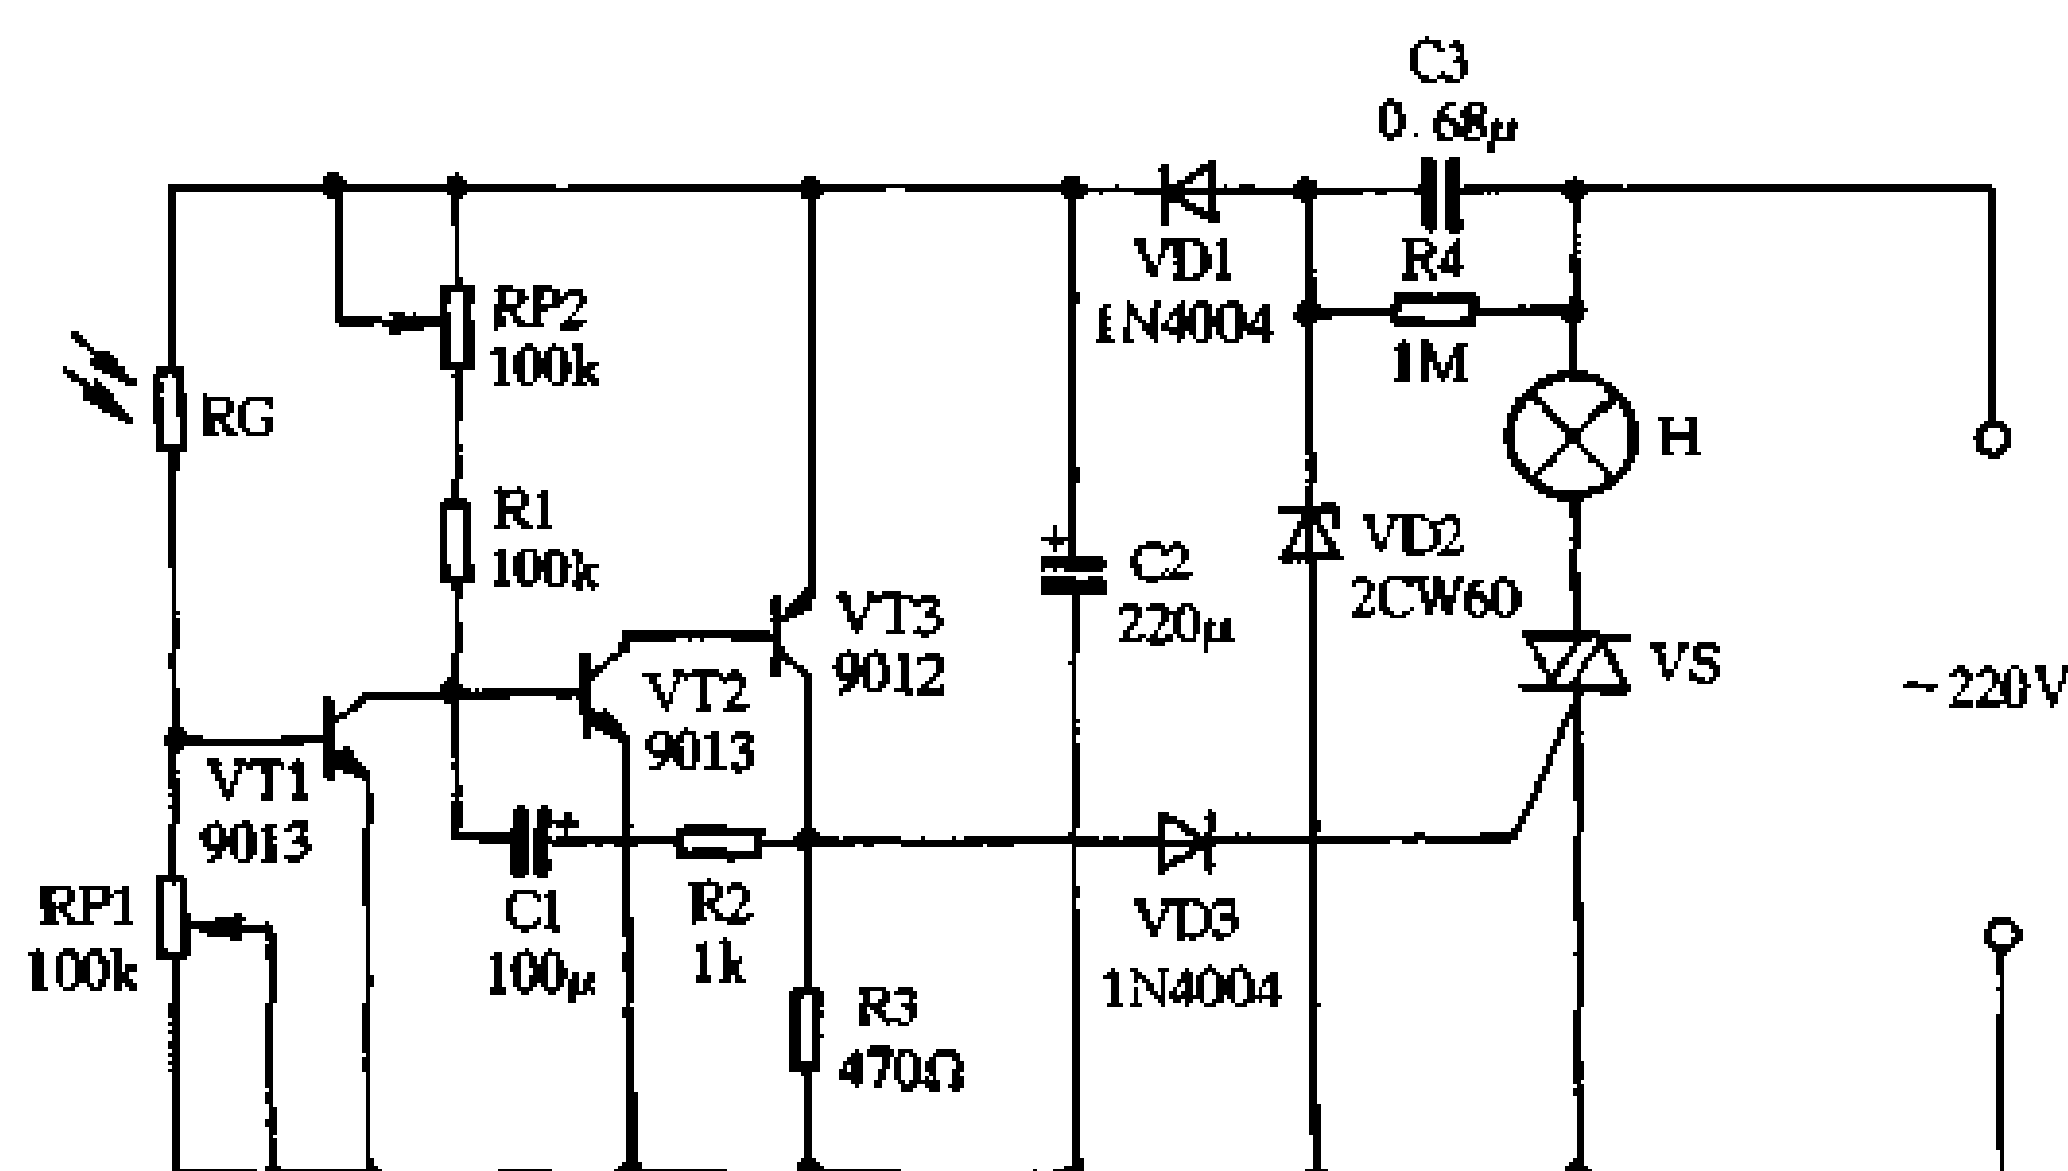 C3
0.68μ
VD1
1N4004
R4
1M
RP2
100k
RG
H
R1
100k
VD2
2CW60
+
C2
220μ
VT3
9012
VS
VT2
9013
~220V
VT1
9013
+
C1
100μ
R2
1k
VD3
1N4004
RP1
100k
R3
470Ω